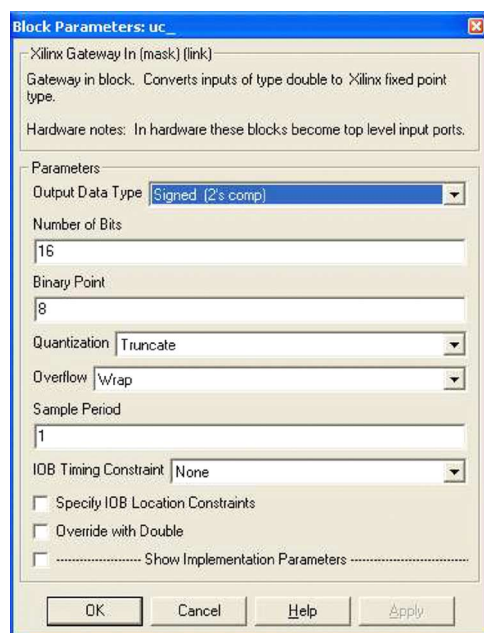 Block Parameters: uc_
Xilinx Gateway In (mask) (link)
Gateway in block. Converts inputs of type double to Xilinx fixed point
type.
Hardware notes: In hardware these blocks become top level input ports.
Parameters
Output Data Type Signed (2's comp)
Number of Bits
16
Binary Point
8
Quantization Truncate
Overflow Wrap
Sample Period
1
IOB Timing Constraint None
Specify IOB Location Constraints
Override with Double
-------------------- Show Implementation Parameters --------------------
OK Cancel Help Apply